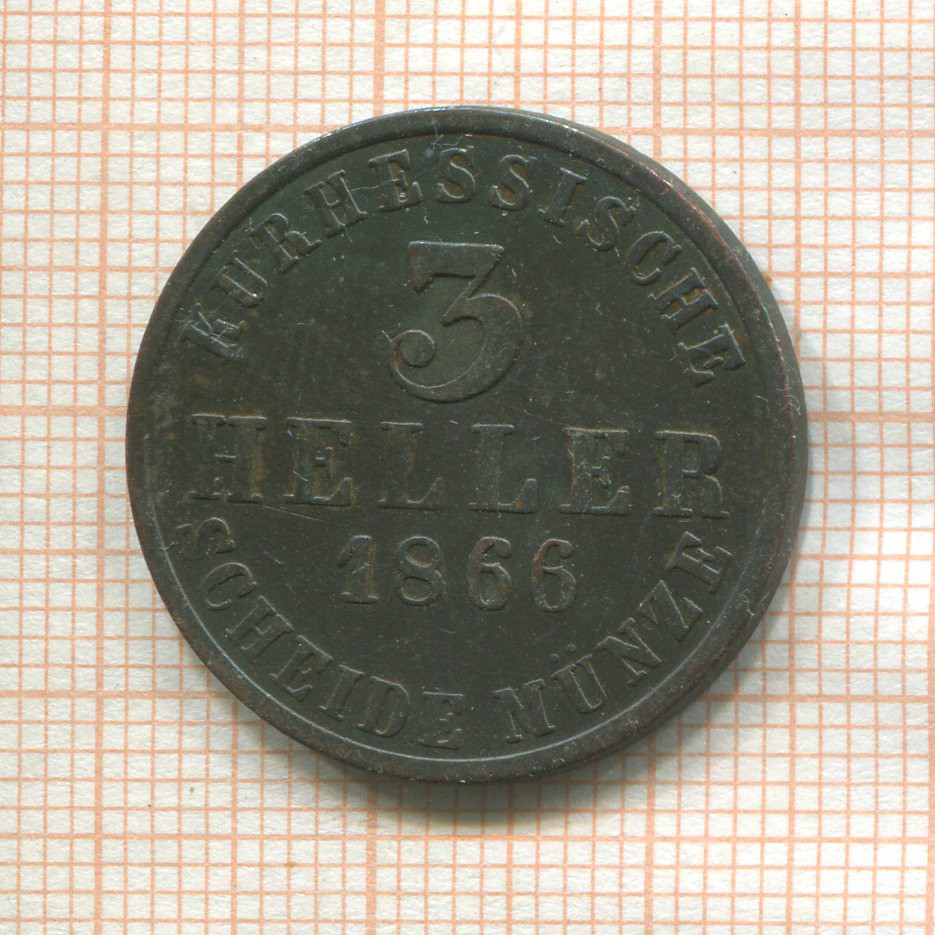 KURHESSISCHE
3
HELLER
1866
SCHEIDE MÜNZE